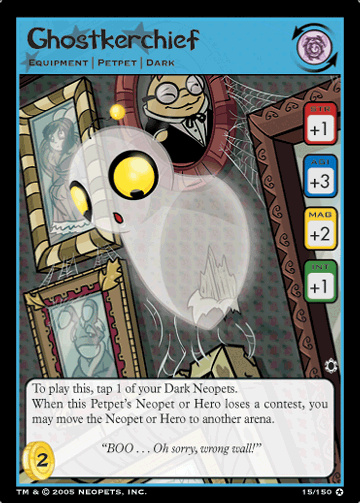 Ghostkerchief
EQUIPMENT | PETPET | DARK
STR
+1
AGI
+3
MAG
+2
INT
+1
To play this, tap 1 of your Dark Neopets.
When this Petpet's Neopet or Hero loses a contest, you
may move the Neopet or Hero to another arena.
"BOO . . . Oh sorry, wrong wall!"
2
TM & © 2005 NEOPETS, INC.
15/150